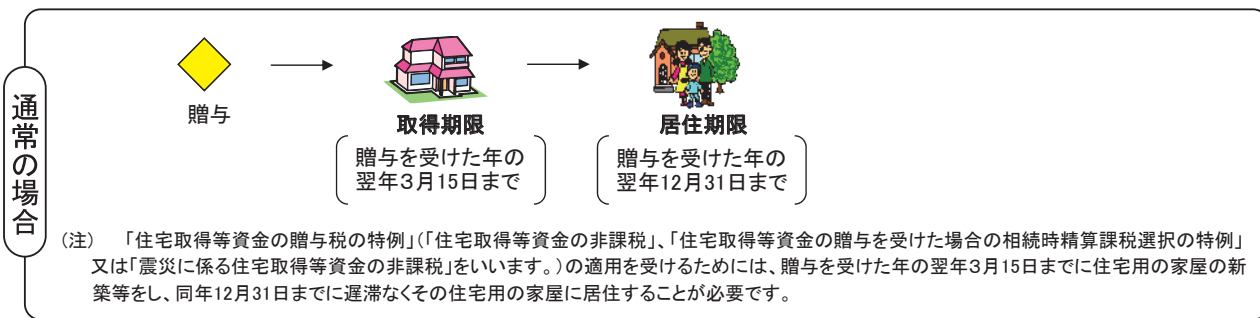 通常の場合
贈与
取得期限
贈与を受けた年の
翌年３月15日まで
居住期限
贈与を受けた年の
翌年12月31日まで
(注)　「住宅取得等資金の贈与税の特例」(「住宅取得等資金の非課税」、「住宅取得等資金の贈与を受けた場合の相続時精算課税選択の特例」
又は「震災に係る住宅取得等資金の非課税」をいいます。)の適用を受けるためには、贈与を受けた年の翌年３月15日までに住宅用の家屋の新
築等をし、同年12月31日までに遅滞なくその住宅用の家屋に居住することが必要です。